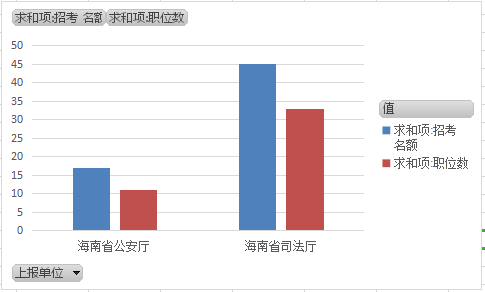 求和项:招考 名额 求和项:职位数
50
45
40
35
30
25
20
15
10
5
0
海南省公安厅 海南省司法厅
值
求和项:招考
名额
求和项:职位数
上报单位